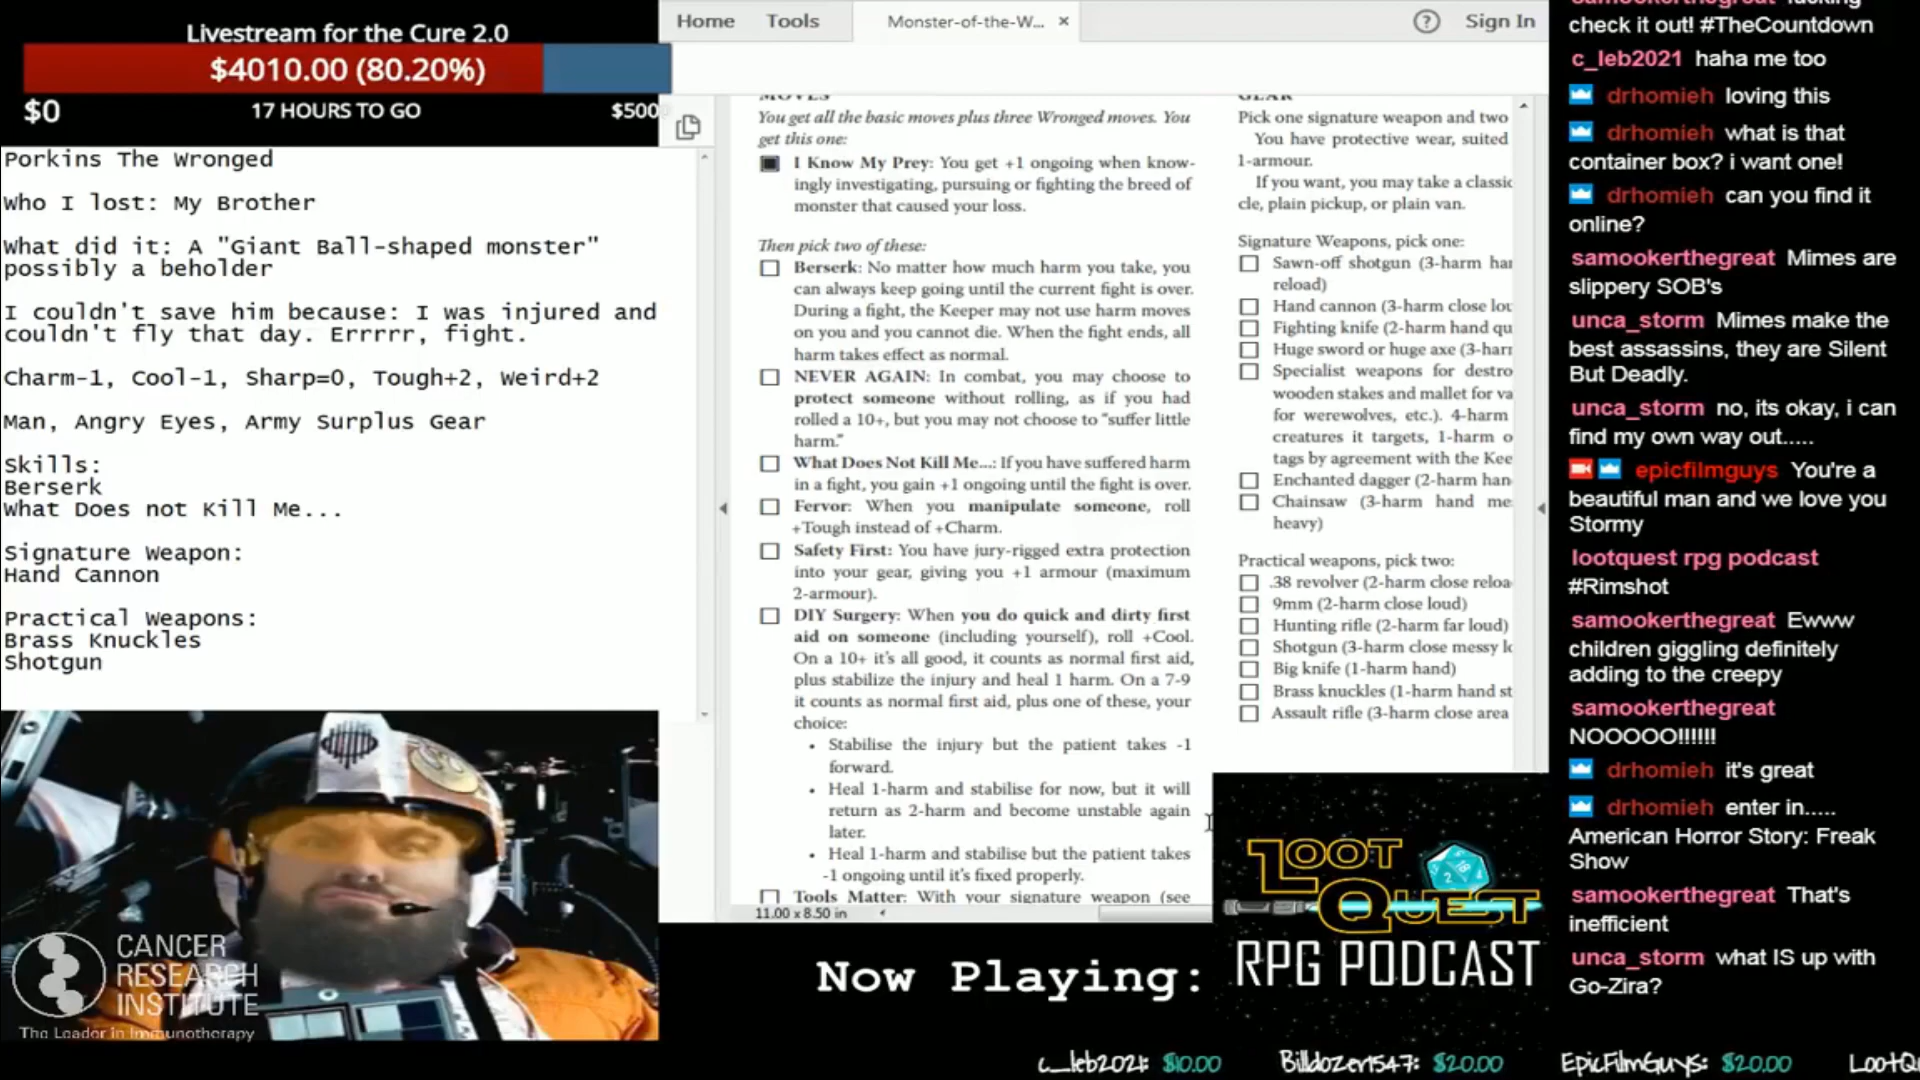 Livestream for the Cure 2.0
$4010.00 (80.20%)
$0
17 HOURS TO GO
$500
Porkins The Wronged
Who I lost: My Brother
What did it: A "Giant Ball-shaped monster"
possibly a beholder
I couldn't save him because: I was injured and
couldn't fly that day. Errrrr, fight.
Charm-1, Cool-1, Sharp=0, Tough+2, Weird+2
Man, Angry Eyes, Army Surplus Gear
Skills:
Berserk
What Does not Kill Me...
Signature Weapon:
Hand Cannon
Practical Weapons:
Brass Knuckles
Shotgun
CANCER
RESEARCH
INSTITUTE
The Leader in Immunotherapy
Home
Tools
Monster-of-the-W...
Sign In
MOVES
You get all the basic moves plus three Wronged moves. You
get this one:
I Know My Prey: You get +1 ongoing when know-
ingly investigating, pursuing or fighting the breed of
monster that caused your loss.
Then pick two of these:
Berserk: No matter how much harm you take, you
can always keep going until the current fight is over.
During a fight, the Keeper may not use harm moves
on you and you cannot die. When the fight ends, all
harm takes effect as normal.
NEVER AGAIN: In combat, you may choose to
protect someone without rolling, as if you had
rolled a 10+, but you may not choose to "suffer little
harm."
What Does Not Kill Me...: If you have suffered harm
in a fight, you gain +1 ongoing until the fight is over.
Fervor: When you manipulate someone, roll
+Tough instead of +Charm.
Safety First: You have jury-rigged extra protection
into your gear, giving you +1 armour (maximum
2-armour).
DIY Surgery: When you do quick and dirty first
aid on someone (including yourself), roll +Cool.
On a 10+ it's all good, it counts as normal first aid,
plus stabilize the injury and heal 1 harm. On a 7-9
it counts as normal first aid, plus one of these, your
choice:
• Stabilise the injury but the patient takes -1
forward.
• Heal 1-harm and stabilise for now, but it will
return as 2-harm and become unstable again
later.
• Heal 1-harm and stabilise but the patient takes
-1 ongoing until it's fixed properly.
Tools Matter: With your signature weapon (see
11.00 x 8.50 in
GEAR
Pick one signature weapon and two
You have protective wear, suited
1-armour.
If you want, you may take a classic
cle, plain pickup, or plain van.
Signature Weapons, pick one:
Sawn-off shotgun (3-harm
reload)
Hand cannon (3-harm close
Fighting knife (2-harm hand
Huge sword or huge axe
Specialist weapons for
wooden stakes and mallet for
for werewolves, etc.). 4-harm
creatures it targets, 1-harm
tags by agreement with the
Enchanted dagger (2-harm
Chainsaw (3-harm hand
heavy)
Practical weapons, pick two:
.38 revolver (2-harm close
9mm (2-harm close loud)
Hunting rifle (2-harm far loud)
Shotgun (3-harm close messy
Big knife (1-harm hand)
Brass knuckles (1-harm hand
Assault rifle (3-harm close area
LOOT
QUEST
RPG PODCAST
Now Playing:
check it out! #TheCountdown
c_leb2021 haha me too
drhomieh loving this
drhomieh what is that
container box? i want one!
drhomieh can you find it
online?
samookerthegreat Mimes are
slippery SOB's
unca_storm Mimes make the
best assassins, they are Silent
But Deadly.
unca_storm no, its okay, i can
find my own way out.....
epicfilmguys You're a
beautiful man and we love you
Stormy
lootquest rpg podcast
#Rimshot
samookerthegreat Ewww
children giggling definitely
adding to the creepy
samookerthegreat
NOOOOO!!!!!!
drhomieh it's great
drhomieh enter in.....
American Horror Story: Freak
Show
samookerthegreat That's
inefficient
unca_storm what IS up with
Go-Zira?
c_leb2021: $10.00
Billdozer1547: $20.00
EpicFilmGuys: $20.00
LootQ